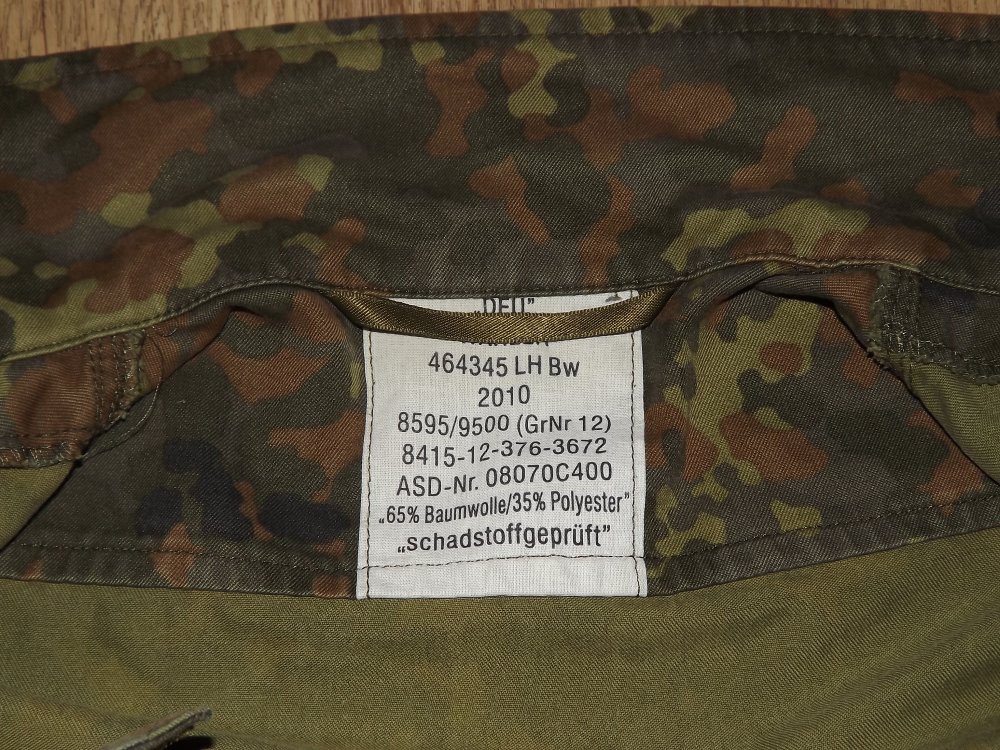 „DEU"
464345 LH Bw
2010
8595/9500 (GrNr 12)
8415-12-376-3672
ASD-Nr. 08070C400
„65% Baumwolle/35% Polyester"
„schadstoffgeprüft"